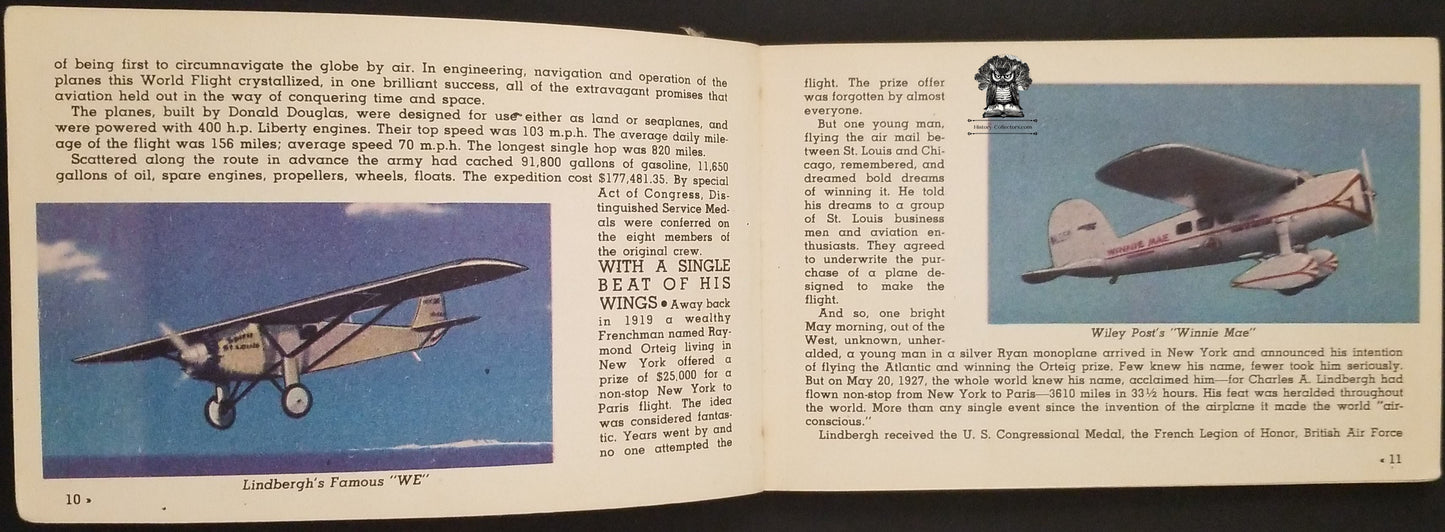 of being first to circumnavigate the globe by air. In engineering, navigation and operation of the
planes this World Flight crystallized, in one brilliant success, all of the extravagant promises that
aviation held out in the way of conquering time and space.
The planes, built by Donald Douglas, were designed for use either as land or seaplanes, and
were powered with 400 h.p. Liberty engines. Their top speed was 103 m.p.h. The average daily mile-
age of the flight was 156 miles; average speed 70 m.p.h. The longest single hop was 820 miles.
Scattered along the route in advance the army had cached 91,800 gallons of gasoline, 11,650
gallons of oil, spare engines, propellers, wheels, floats. The expedition cost $177,481.35. By special
Act of Congress, Dis-
tinguished Service Med-
als were conferred on
the eight members of
the original crew.
WITH A SINGLE
BEAT OF HIS
WINGS • Away back
in 1919 a wealthy
Frenchman named Ray-
mond Orteig living in
New York offered a
prize of $25,000 for a
non-stop New York to
Paris flight. The idea
was considered fantas-
tic. Years went by and
no one attempted the
SPIRIT
ST. LOUIS
Lindbergh's Famous "WE"
10 »
flight. The prize offer
was forgotten by almost
everyone.
But one young man,
flying the air mail be-
tween St. Louis and Chi-
cago, remembered, and
dreamed bold dreams
of winning it. He told
his dreams to a group
of St. Louis business
men and aviation en-
thusiasts. They agreed
to underwrite the pur-
chase of a plane de-
signed to make the
flight.
And so, one bright
May morning, out of the
West, unknown, unher-
alded, a young man in a silver Ryan monoplane arrived in New York and announced his intention
of flying the Atlantic and winning the Orteig prize. Few knew his name, fewer took him seriously.
But on May 20, 1927, the whole world knew his name, acclaimed him—for Charles A. Lindbergh had
flown non-stop from New York to Paris—3610 miles in 33½ hours. His feat was heralded throughout
the world. More than any single event since the invention of the airplane it made the world "air-
conscious."
Lindbergh received the U. S. Congressional Medal, the French Legion of Honor, British Air Force
History-Collectors.com
WINNIE MAE
Wiley Post's "Winnie Mae"
« 11